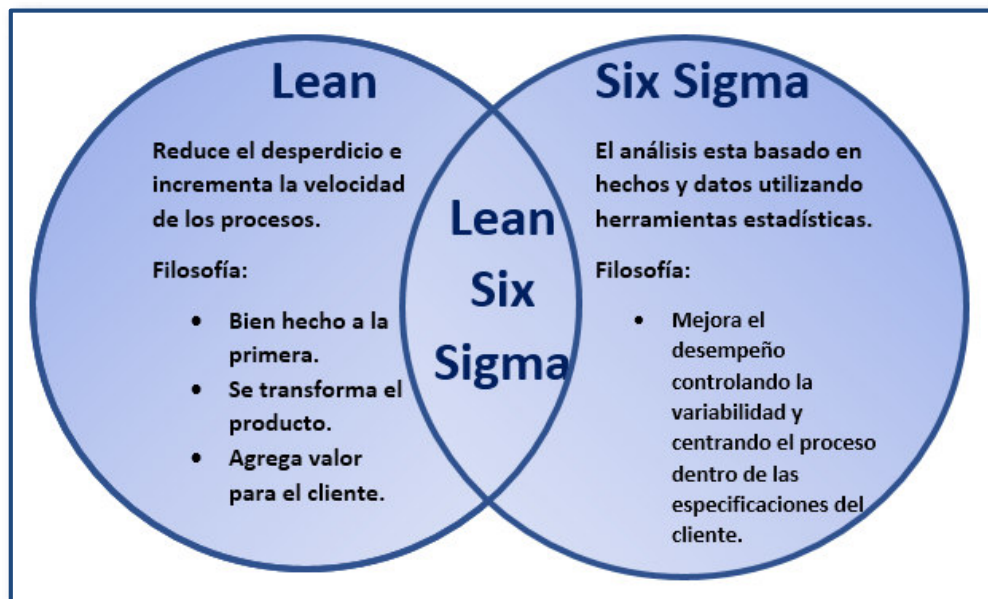 Lean
Reduce el desperdicio e
incrementa la velocidad
de los procesos.
Filosofía:
• Bien hecho a la
primera.
• Se transforma el
producto.
• Agrega valor
para el cliente.
Lean
Six
Sigma
Six Sigma
El análisis esta basado en
hechos y datos utilizando
herramientas estadísticas.
Filosofía:
• Mejora el
desempeño
controlando la
variabilidad y
centrando el proceso
dentro de las
especificaciones del
cliente.